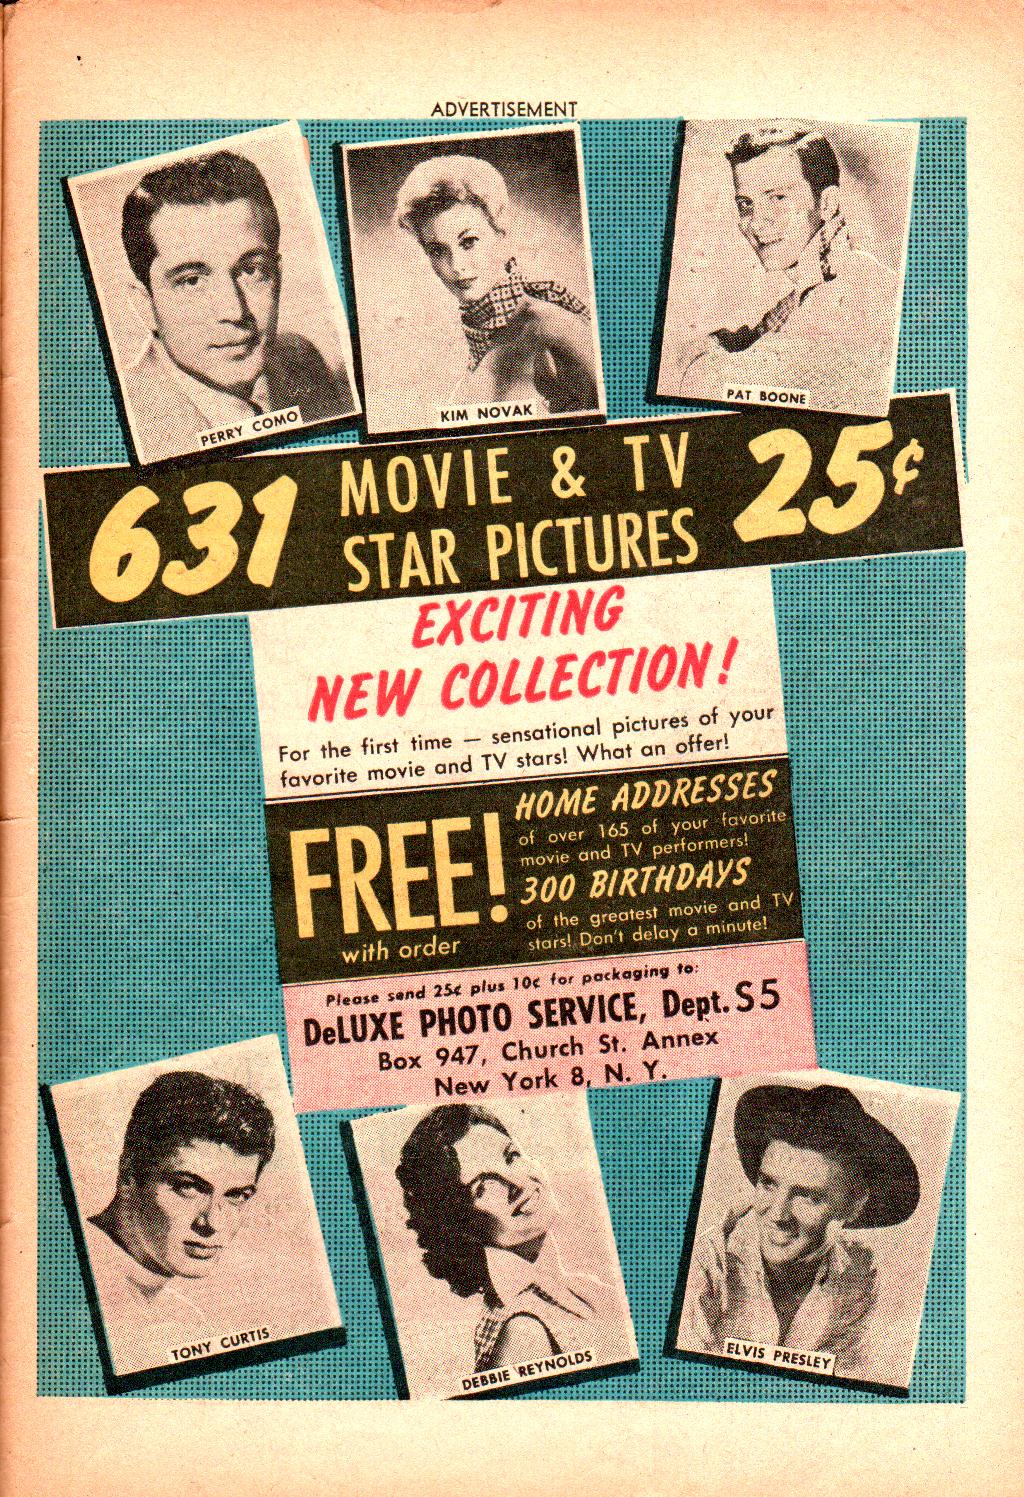 ADVERTISEMENT
PERRY COMO
KIM NOVAK
PAT BOONE
631 MOVIE & TV STAR PICTURES 25¢
EXCITING
NEW COLLECTION!
For the first time — sensational pictures of your
favorite movie and TV stars! What an offer!
FREE!
with order
HOME ADDRESSES
of over 165 of your favorite
movie and TV performers!
300 BIRTHDAYS
of the greatest movie and TV
stars! Don't delay a minute!
Please send 25¢ plus 10¢ for packaging to:
DeLUXE PHOTO SERVICE, Dept. S5
Box 947, Church St. Annex
New York 8, N. Y.
TONY CURTIS
DEBBIE REYNOLDS
ELVIS PRESLEY